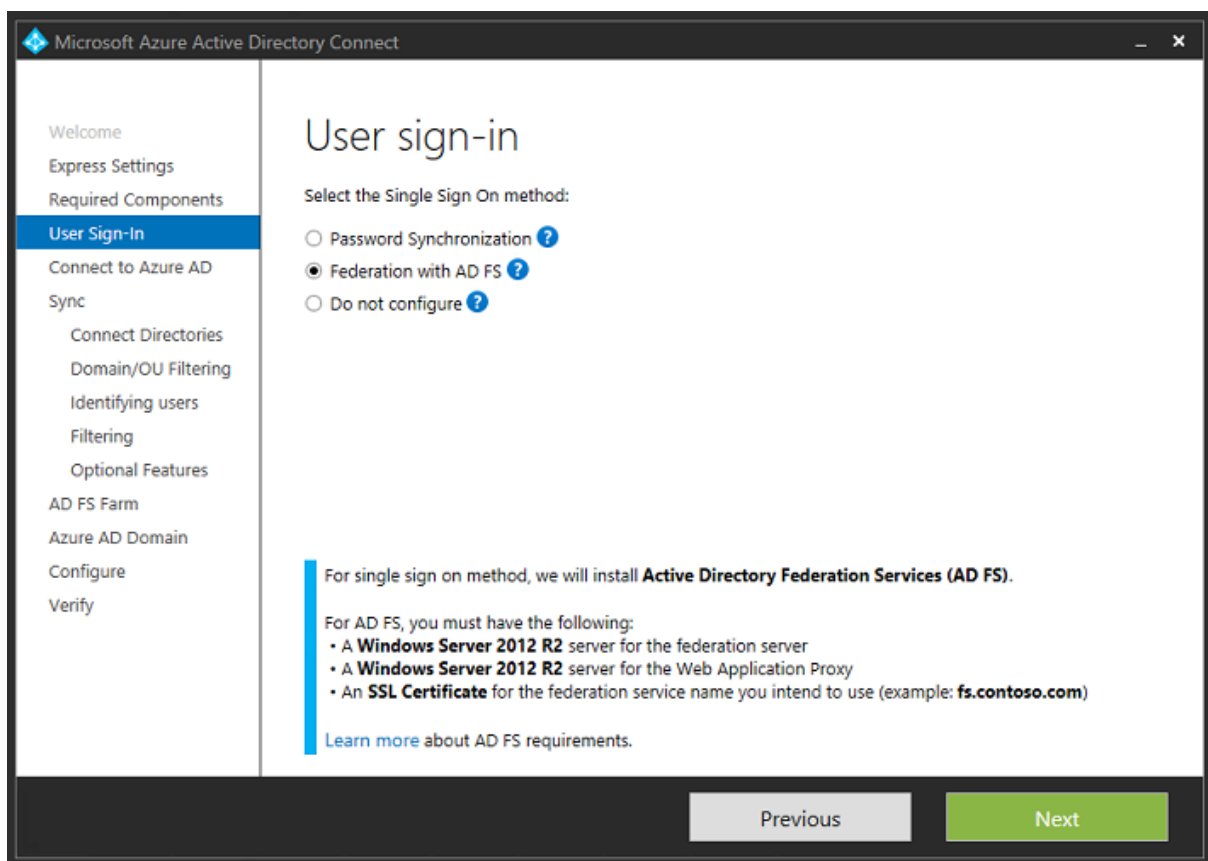 Microsoft Azure Active Directory Connect
Welcome
Express Settings
Required Components
User Sign-In
Connect to Azure AD
Sync
Connect Directories
Domain/OU Filtering
Identifying users
Filtering
Optional Features
AD FS Farm
Azure AD Domain
Configure
Verify
User sign-in
Select the Single Sign On method:
Password Synchronization ?
Federation with AD FS ?
Do not configure ?
For single sign on method, we will install Active Directory Federation Services (AD FS).
For AD FS, you must have the following:
• A Windows Server 2012 R2 server for the federation server
• A Windows Server 2012 R2 server for the Web Application Proxy
• An SSL Certificate for the federation service name you intend to use (example: fs.contoso.com)
Learn more about AD FS requirements.
Previous
Next